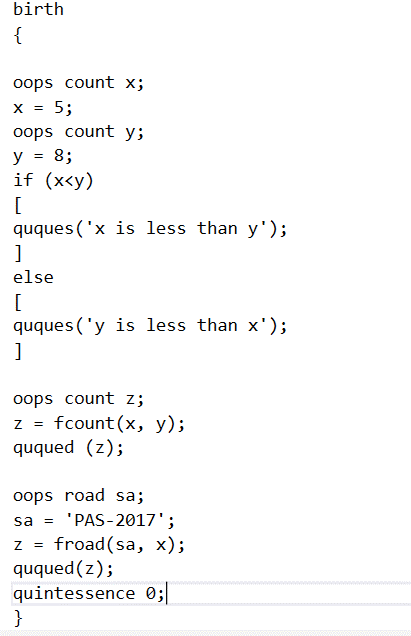 birth
{
oops count x;
x = 5;
oops count y;
y = 8;
if (x<y)
[
quques('x is less than y');
]
else
[
quques('y is less than x');
]
oops count z;
z = fcount(x, y);
ququed (z);
oops road sa;
sa = 'PAS-2017';
z = froad(sa, x);
ququed(z);
quintessence 0;
}